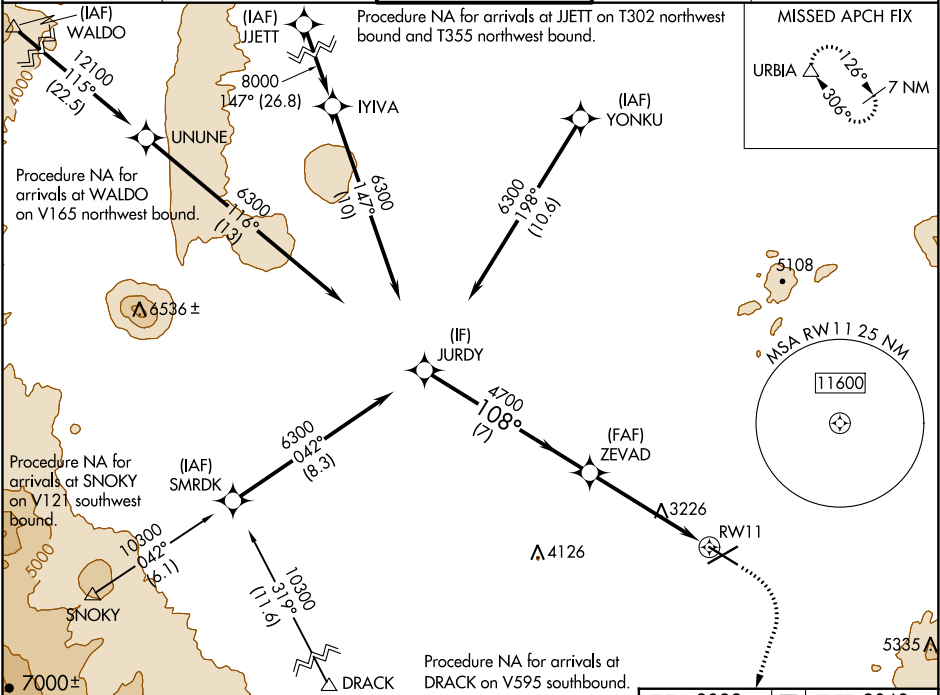 (IAF)
WALDO
12100
115°
(22.5)
4000
UNUNE
Procedure NA for
arrivals at WALDO
on V165 northwest bound.
6300
116°
(13)
(IAF)
JJETT
Procedure NA for arrivals at JJETT on T302 northwest
bound and T355 northwest bound.
8000
147° (26.8)
IYIVA
6300
147°
(10)
(IAF)
YONKU
6300
198°
(10.6)
MISSED APCH FIX
URBIA
126°
306°
7 NM
5108
6536±
(IF)
JURDY
MSA RW11 25 NM
11600
4700
108°
(7)
(FAF)
ZEVAD
6300
042°
(8.3)
(IAF)
SMRDK
Procedure NA for
arrivals at SNOKY
on V121 southwest
bound.
5000
10300
042°
(6.1)
SNOKY
3226
RW11
4126
10300
319°
(11.6)
DRACK
Procedure NA for arrivals at
DRACK on V595 southbound.
5335
7000±